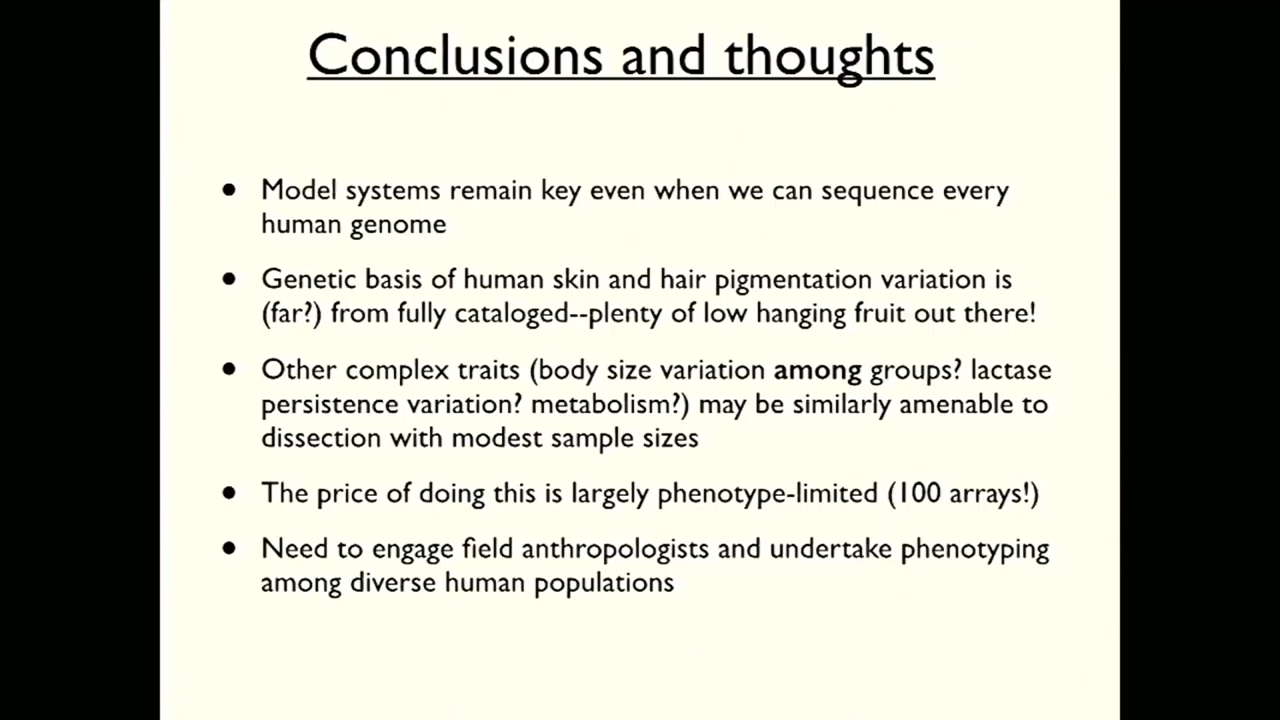 Conclusions and thoughts
• Model systems remain key even when we can sequence every
human genome
• Genetic basis of human skin and hair pigmentation variation is
(far?) from fully cataloged--plenty of low hanging fruit out there!
• Other complex traits (body size variation among groups? lactase
persistence variation? metabolism?) may be similarly amenable to
dissection with modest sample sizes
• The price of doing this is largely phenotype-limited (100 arrays!)
• Need to engage field anthropologists and undertake phenotyping
among diverse human populations